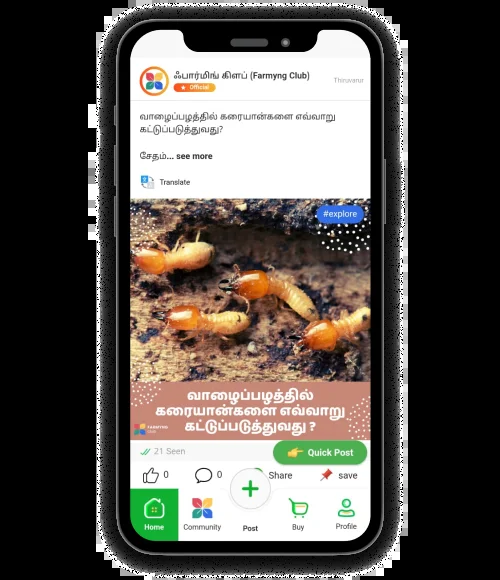 ஃபார்மிங் கிளப் (Farmyng Club)
Official
Thiruvarur
வாழைப்பழத்தில் கரையான்களை எவ்வாறு
கட்டுப்படுத்துவது?
சேதம்... see more
Translate
#explore
வாழைப்பழத்தில்
கரையான்களை எவ்வாறு
கட்டுப்படுத்துவது ?
FARMYNG
CLUB
21 Seen
Quick Post
0
0
Share
save
Home
Community
Post
Buy
Profile